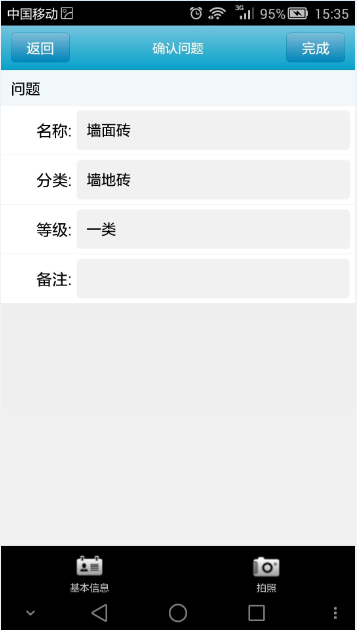 中国移动 3G 95% 15:35
返回 确认问题 完成
问题
名称: 墙面砖
分类: 墙地砖
等级: 一类
备注:
基本信息 拍照